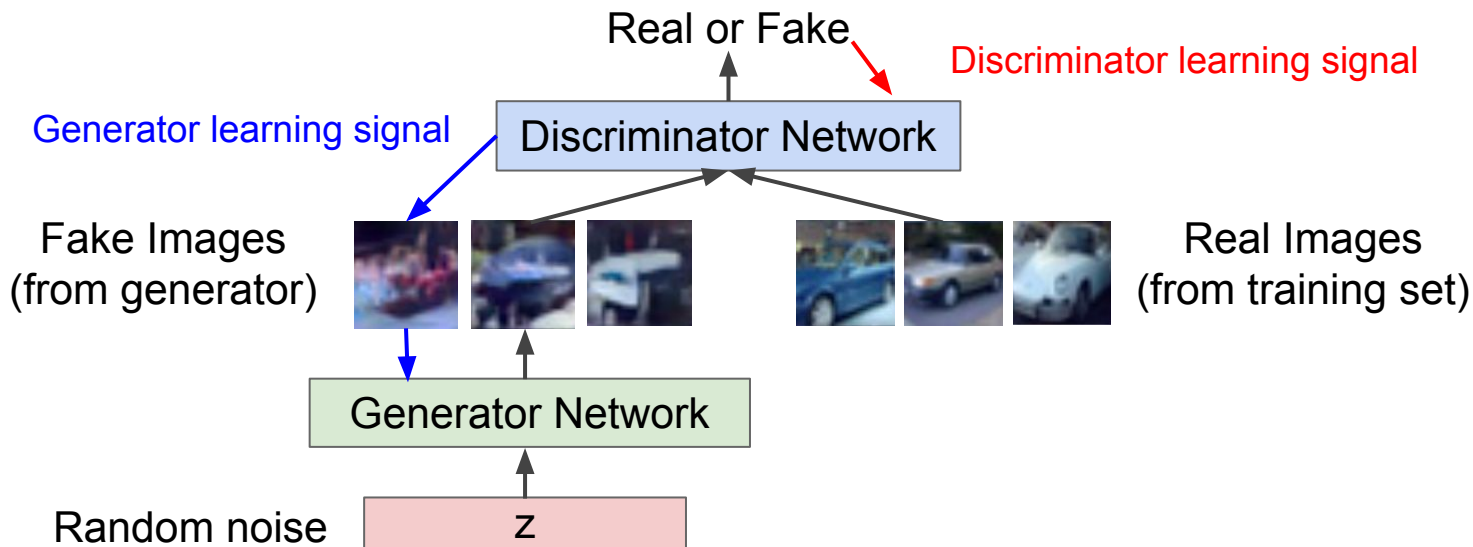 Real or Fake
Discriminator learning signal
Generator learning signal
Discriminator Network
Fake Images
(from generator)
Real Images
(from training set)
Generator Network
Random noise
z